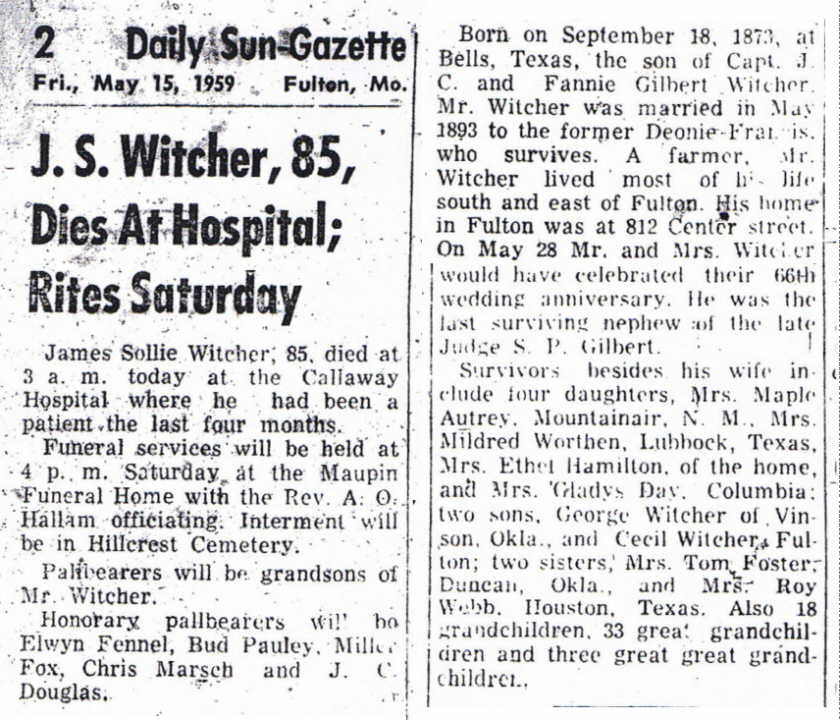 2 Daily Sun-Gazette
Fri., May 15, 1959 Fulton, Mo.
J. S. Witcher, 85,
Dies At Hospital;
Rites Saturday
James Sollie Witcher, 85, died at
3 a. m. today at the Callaway
Hospital where he had been a
patient the last four months.
Funeral services will be held at
4 p. m. Saturday at the Maupin
Funeral Home with the Rev. A. O.
Hallam officiating. Interment will
be in Hillcrest Cemetery.
Pallbearers will be grandsons of
Mr. Witcher.
Honorary pallbearers will be
Elwyn Fennel, Bud Pauley, Miller
Fox, Chris Marsch and J. C.
Douglas.
Born on September 18, 1873, at
Bells, Texas, the son of Capt. J.
C. and Fannie Gilbert Witcher.
Mr. Witcher was married in May
1893 to the former Deonie
who survives. A farmer, Mr.
Witcher lived most of his life
south and east of Fulton. His home
in Fulton was at 812 Center street.
On May 28 Mr. and Mrs. Witcher
would have celebrated their 66th
wedding anniversary. He was the
last surviving nephew of the late
Judge S. P. Gilbert.
Survivors besides his wife in-
clude four daughters, Mrs. Maple
Autrey, Mountainair, N. M., Mrs.
Mildred Worthen, Lubbock, Texas,
Mrs. Ethel Hamilton, of the home,
and Mrs. Gladys Day, Columbia;
two sons, George Witcher of Vin-
son, Okla., and Cecil Witcher, Ful-
ton; two sisters, Mrs. Tom Foster,
Duncan, Okla., and Mrs. Roy
Webb, Houston, Texas. Also 18
grandchildren, 33 great grandchil-
dren and three great great grand-
children.